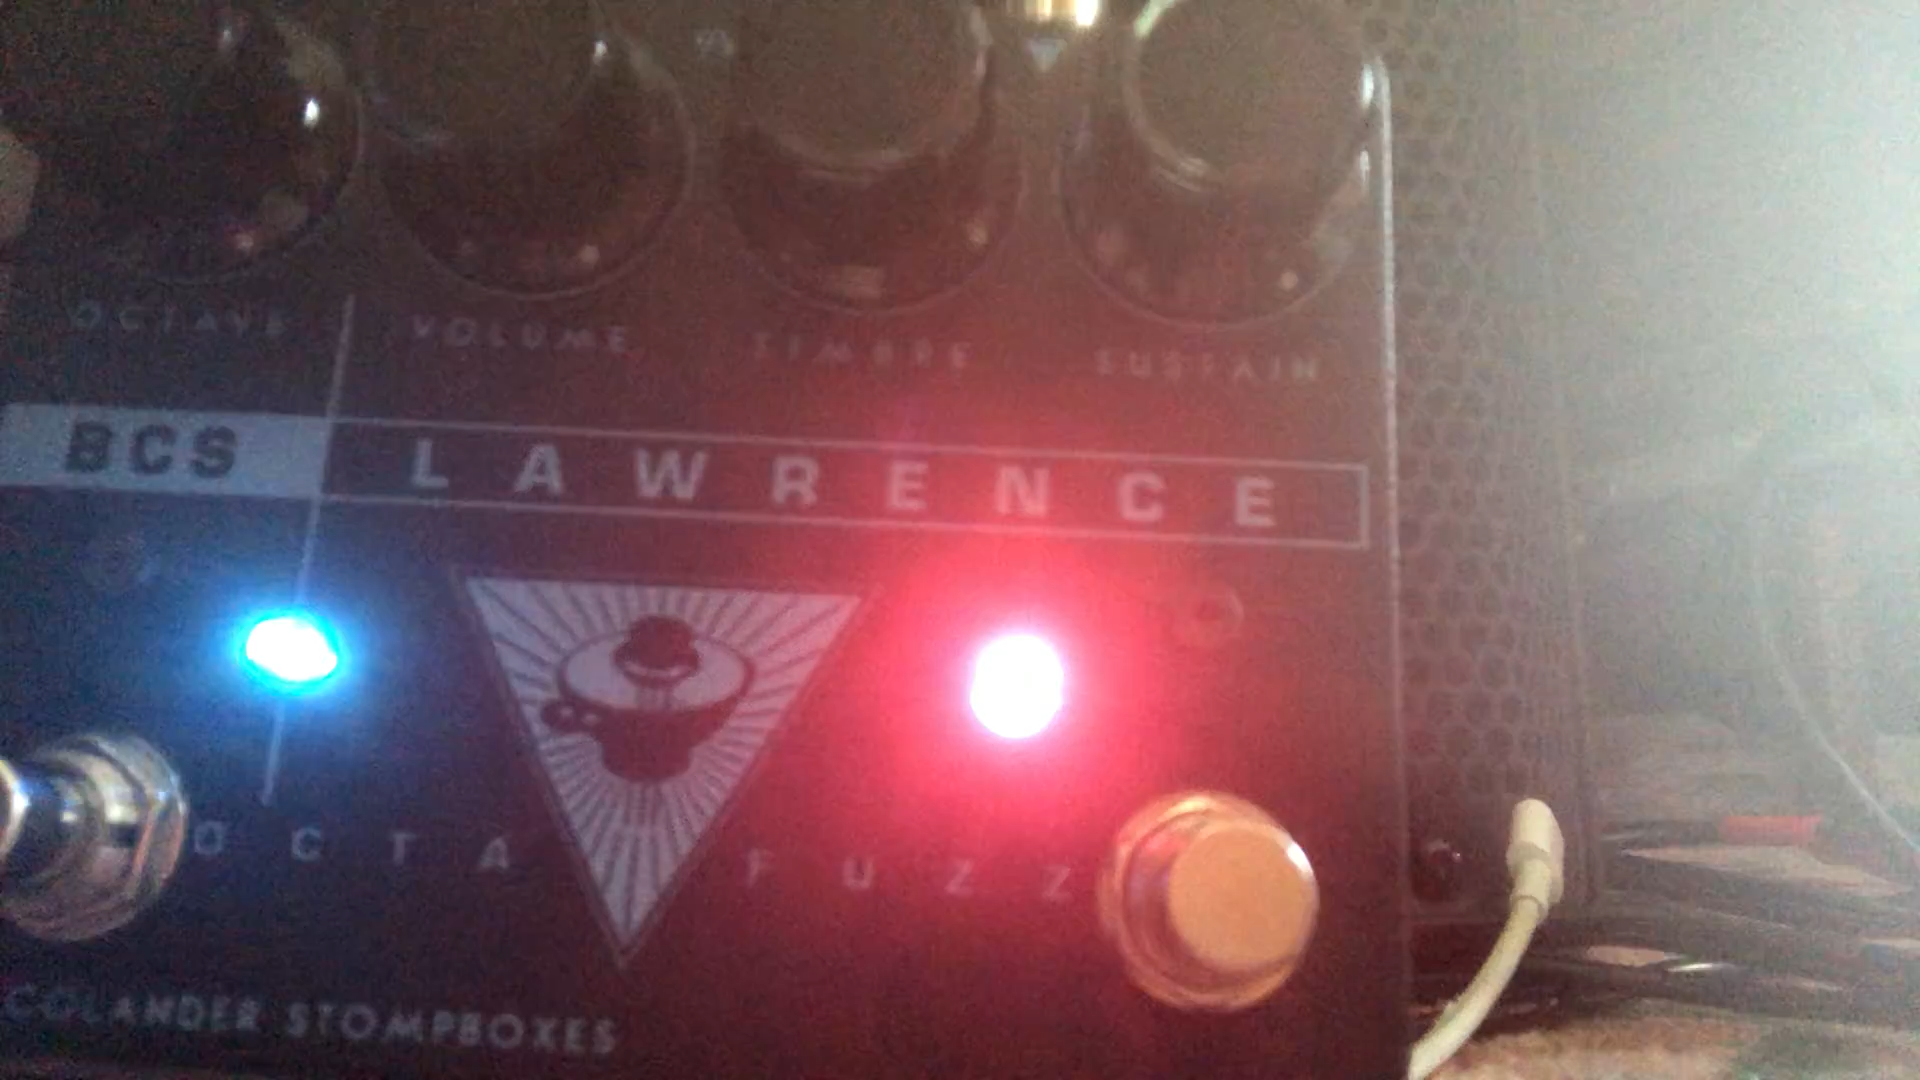 OCTAVE VOLUME TIMBRE SUSTAIN
BCS LAWRENCE
OCTA FUZZ
COLANDER STOMPBOXES